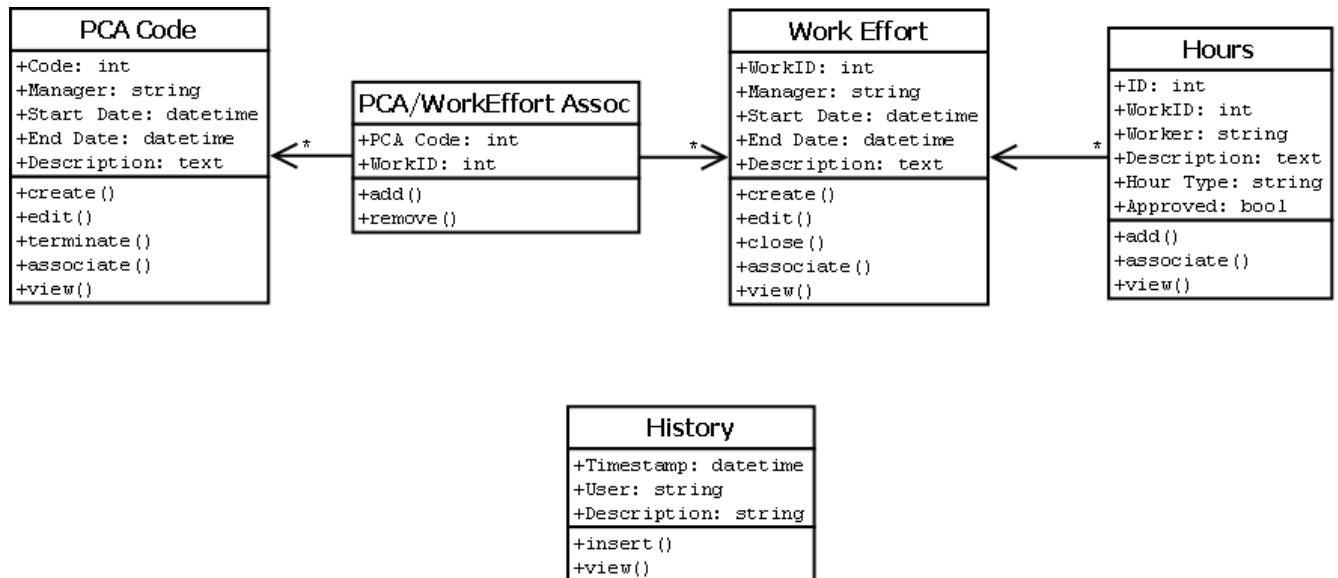 PCA Code
+Code: int
+Manager: string
+Start Date: datetime
+End Date: datetime
+Description: text
+create()
+edit()
+terminate()
+associate()
+view()
*
PCA/WorkEffort Assoc
+PCA Code: int
+WorkID: int
+add()
+remove()
*
Work Effort
+WorkID: int
+Manager: string
+Start Date: datetime
+End Date: datetime
+Description: text
+create()
+edit()
+close()
+associate()
+view()
*
Hours
+ID: int
+WorkID: int
+Worker: string
+Description: text
+Hour Type: string
+Approved: bool
+add()
+associate()
+view()
History
+Timestamp: datetime
+User: string
+Description: string
+insert()
+view()